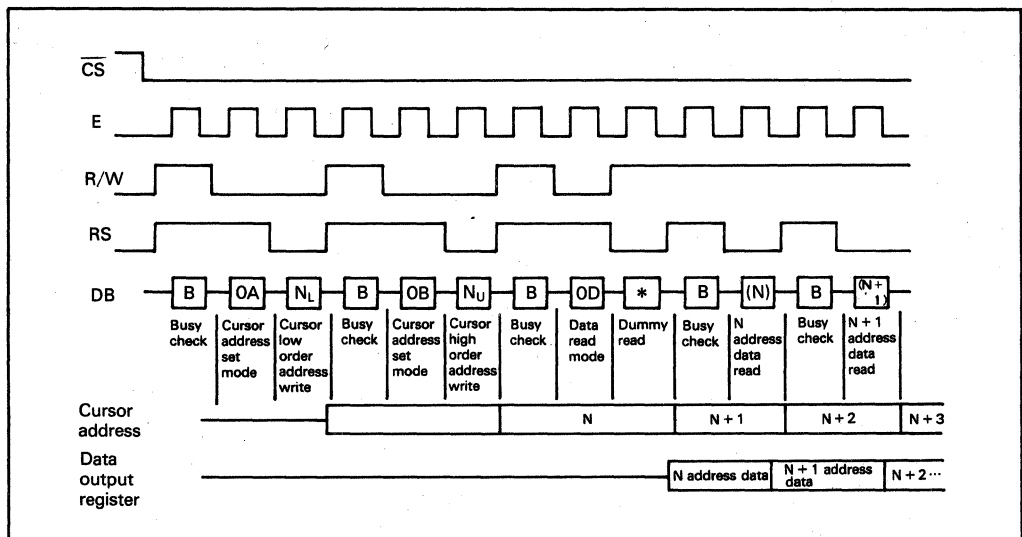 CS
E
R/W
RS
DB B 0A NL B 0B NU B 0D * B (N) B (N+1)
Busy check
Cursor address set mode
Cursor low order address write
Busy check
Cursor address set mode
Cursor high order address write
Busy check
Data read mode
Dummy read
Busy check
N address data read
Busy check
N + 1 address data read
Cursor address N N + 1 N + 2 N + 3
Data output register N address data N + 1 address data N + 2 ···